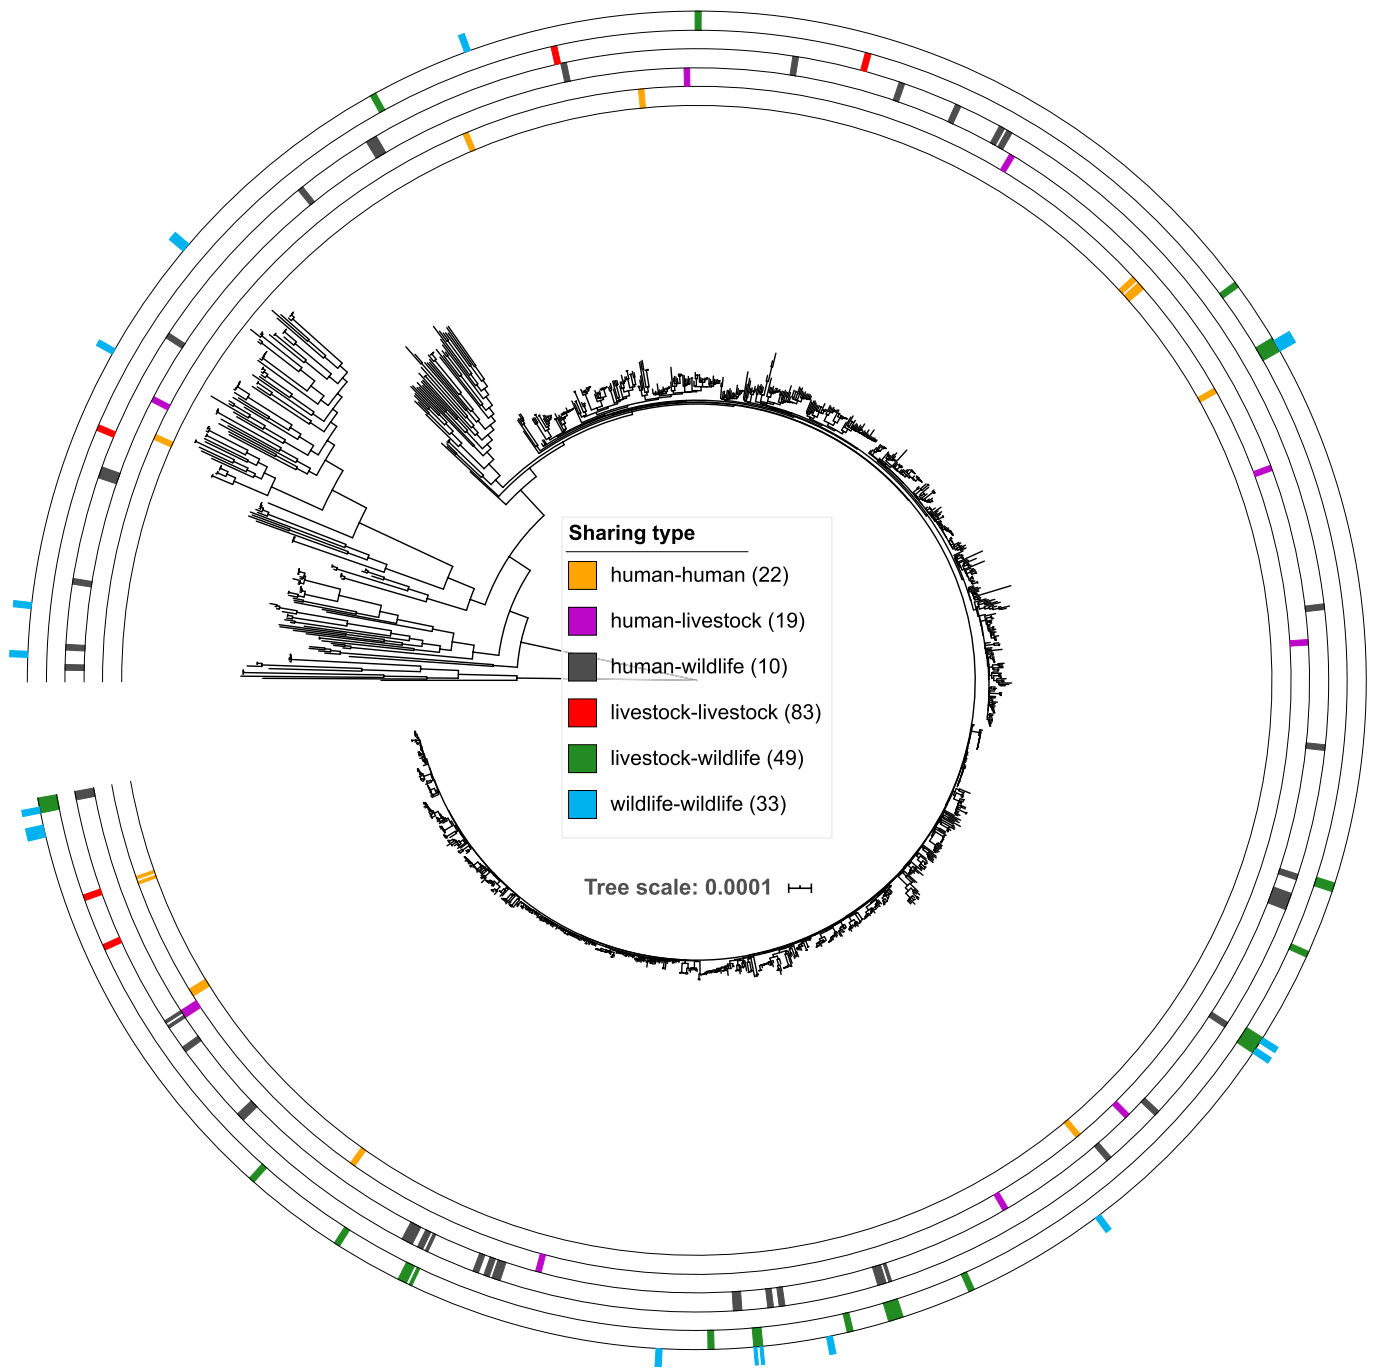 Sharing type
human-human (22)
human-livestock (19)
human-wildlife (10)
livestock-livestock (83)
livestock-wildlife (49)
wildlife-wildlife (33)
Tree scale: 0.0001